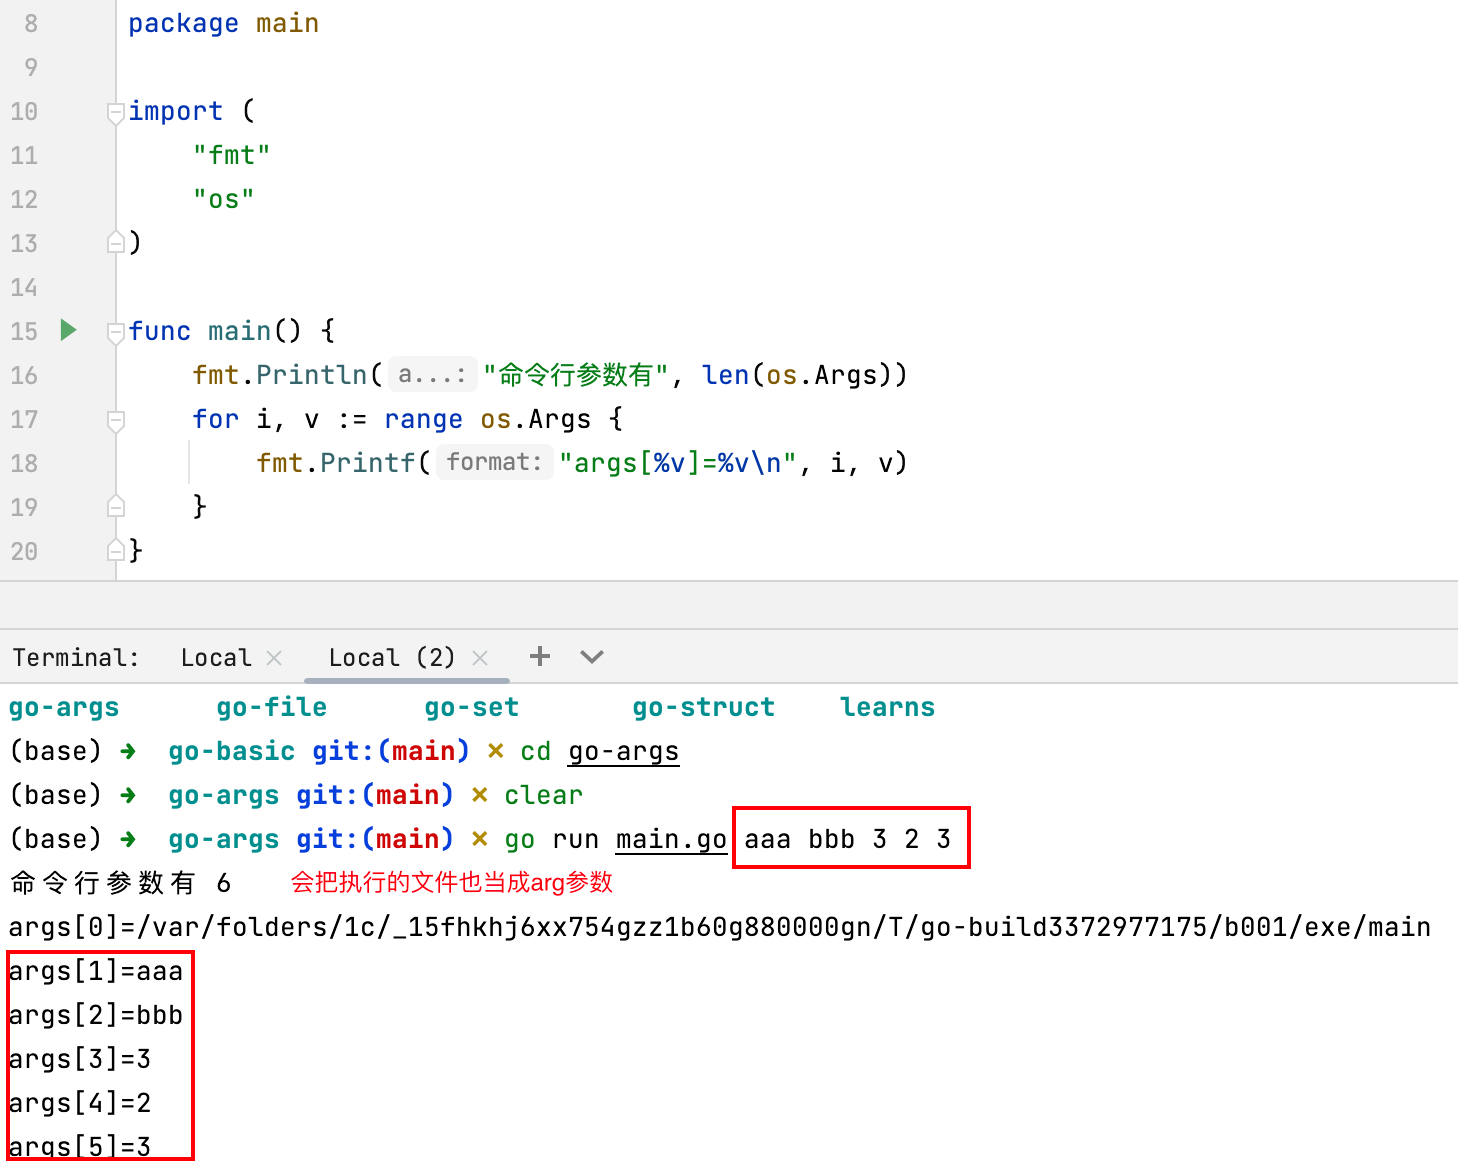 8 package main
9
10 import (
11 "fmt"
12 "os"
13 )
14
15 func main() {
16 fmt.Println( a...: "命令行参数有", len(os.Args))
17 for i, v := range os.Args {
18 fmt.Printf( format: "args[%v]=%v\n", i, v)
19 }
20 }
Terminal: Local × Local (2) × +
go-args go-file go-set go-struct learns
(base) → go-basic git:(main) × cd go-args
(base) → go-args git:(main) × clear
(base) → go-args git:(main) × go run main.go aaa bbb 3 2 3
命令行参数有 6 会把执行的文件也当成arg参数
args[0]=/var/folders/1c/_15fhkhj6xx754gzz1b60g880000gn/T/go-build3372977175/b001/exe/main
args[1]=aaa
args[2]=bbb
args[3]=3
args[4]=2
args[5]=3